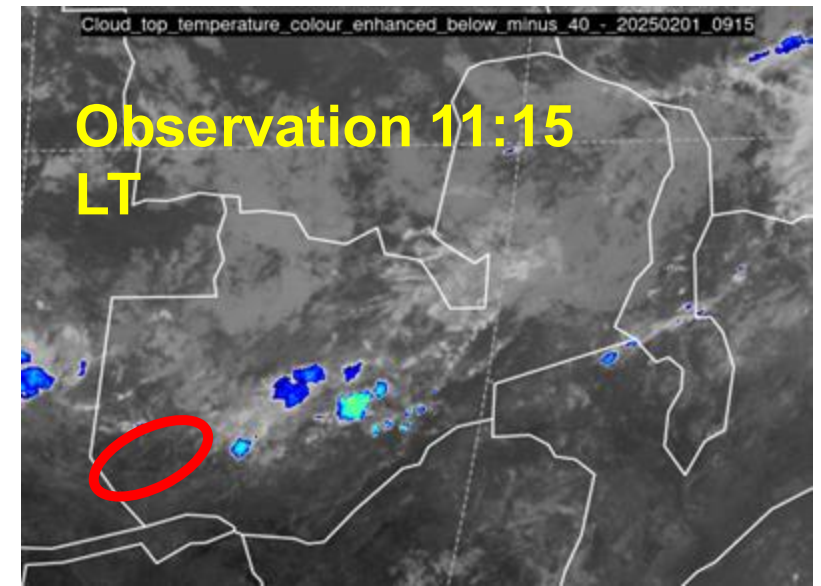 Cloud_top_temperature_colour_enhanced_below_minus_40_-_20250201_0915
Observation 11:15
LT